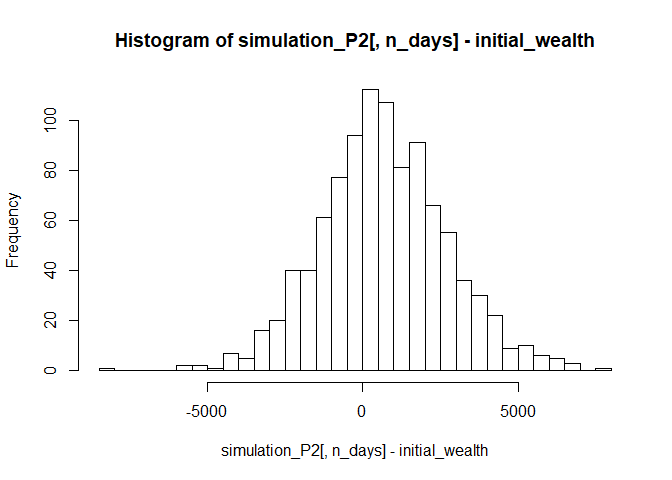 Histogram of simulation_P2[, n_days] - initial_wealth
Frequency
100
80
60
40
20
0
-5000 0 5000
simulation_P2[, n_days] - initial_wealth